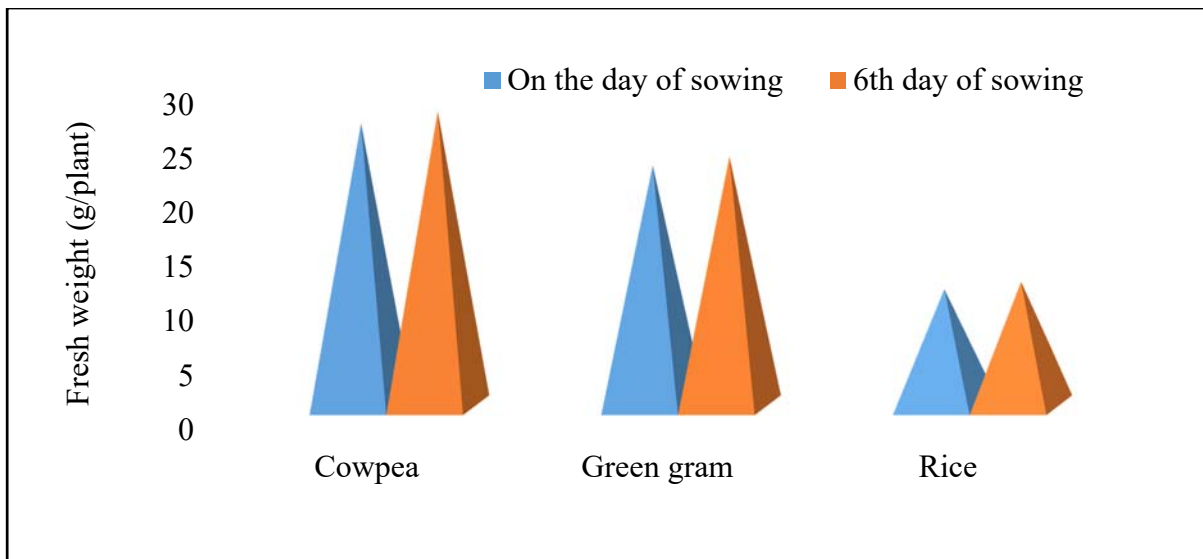 On the day of sowing
6th day of sowing
Fresh weight (g/plant)
30
25
20
15
10
5
0
Cowpea
Green gram
Rice